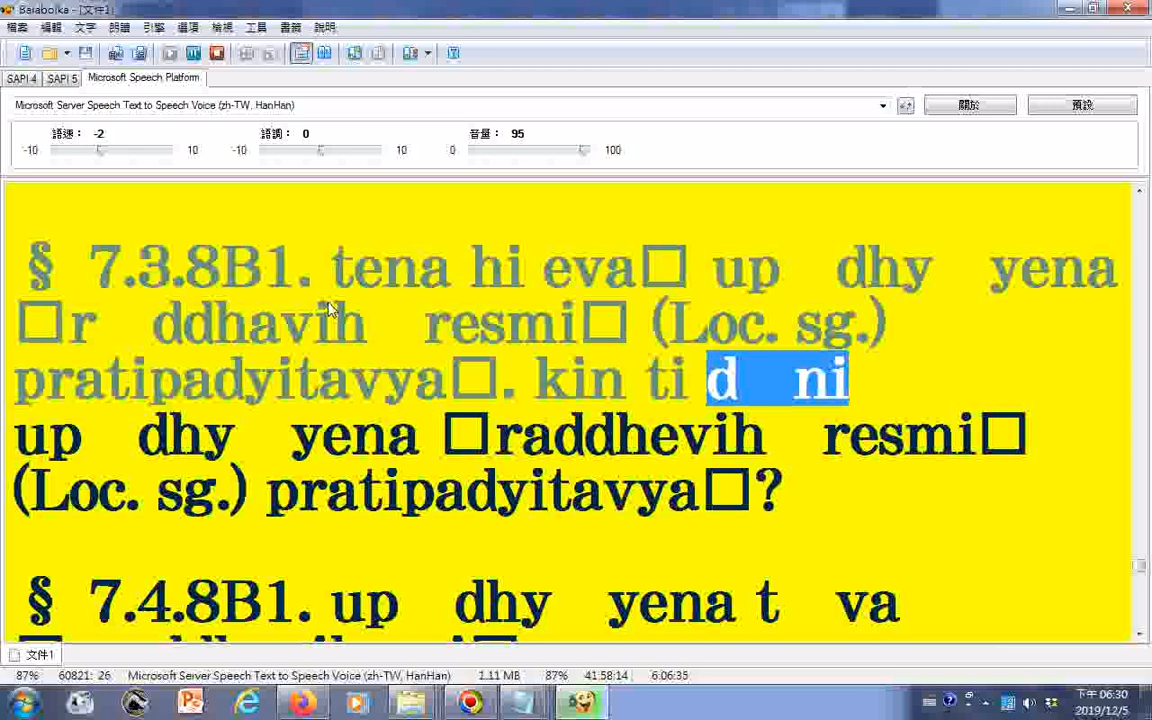 Balabolka - [文件1]
檔案 編輯 文字 朗讀 引擎 選項 檢視 工具 書籤 說明
SAPI 4 SAPI 5 Microsoft Speech Platform
Microsoft Server Speech Text to Speech Voice (zh-TW, HanHan) 關於 預設
語速： -2 語調： 0 音量： 95
-10 10 -10 10 0 100
§ 7.3.8B1. tena hi eva□ up dhy yena
□r ddhavih resmi□ (Loc. sg.)
pratipadyitavya□. kin ti d ni
up dhy yena □raddhevih resmi□
(Loc. sg.) pratipadyitavya□?
§ 7.4.8B1. up dhy yena t va
文件1
87% 60821: 26 Microsoft Server Speech Text to Speech Voice (zh-TW, HanHan) 1.11 MB 87% 41:58:14 6:06:35
下午 06:30
2019/12/5